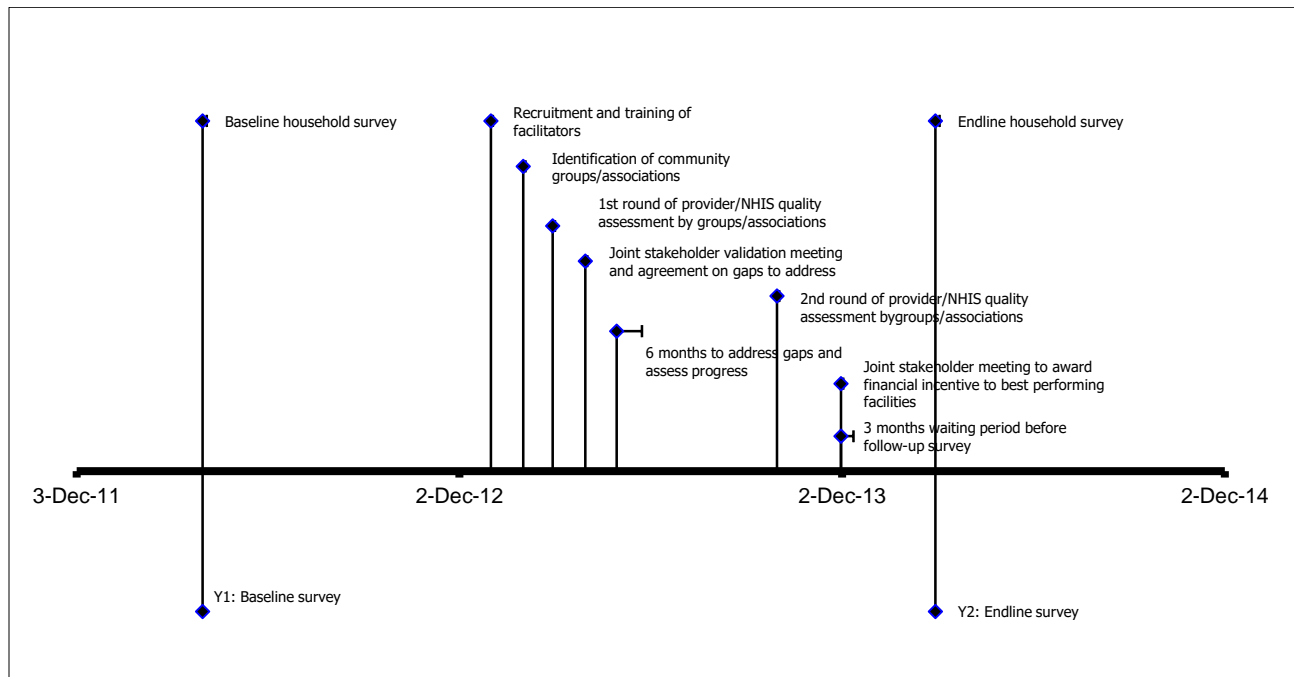 Baseline household survey
Recruitment and training of
facilitators
Endline household survey
Identification of community
groups/associations
1st round of provider/NHIS quality
assessment by groups/associations
Joint stakeholder validation meeting
and agreement on gaps to address
2nd round of provider/NHIS quality
assessment bygroups/associations
6 months to address gaps and
assess progress
Joint stakeholder meeting to award
financial incentive to best performing
facilities
3 months waiting period before
follow-up survey
3-Dec-11
2-Dec-12
2-Dec-13
2-Dec-14
Y1: Baseline survey
Y2: Endline survey